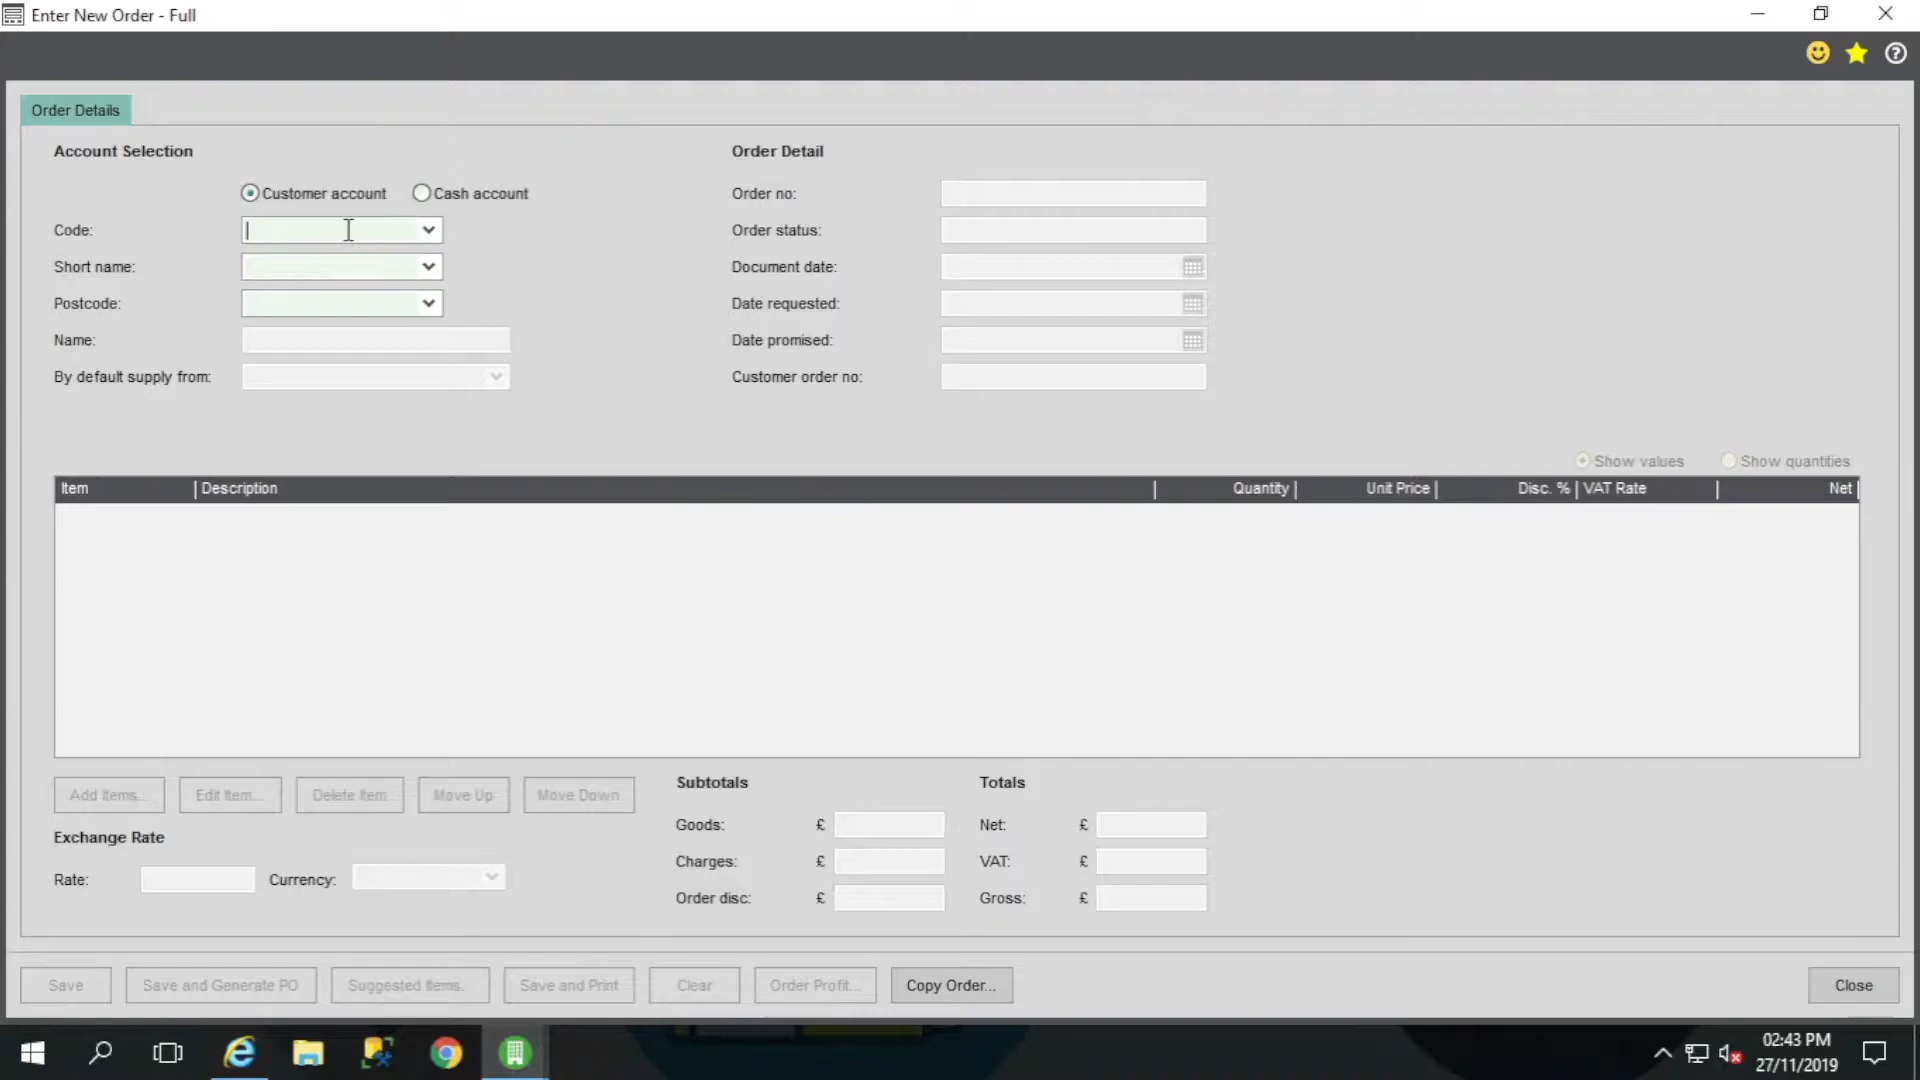 Enter New Order - Full
Order Details
Account Selection
Customer account Cash account
Code:
Short name:
Postcode:
Name:
By default supply from:
Order Detail
Order no:
Order status:
Document date:
Date requested:
Date promised:
Customer order no:
Show values Show quantities
Item Description Quantity Unit Price Disc. % VAT Rate Net
Add Items... Edit Item... Delete Item Move Up Move Down
Exchange Rate
Rate: Currency:
Subtotals
Goods: £
Charges: £
Order disc: £
Totals
Net: £
VAT: £
Gross: £
Save Save and Generate PO Suggested Items... Save and Print Clear Order Profit... Copy Order... Close
02:43 PM
27/11/2019